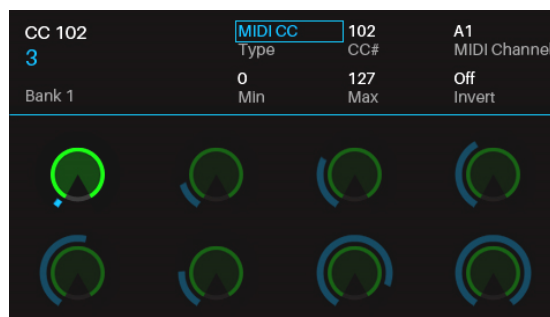 CC 102
3
Bank 1
MIDI CC
Type
102
CC#
A1
MIDI Channel
0
Min
127
Max
Off
Invert